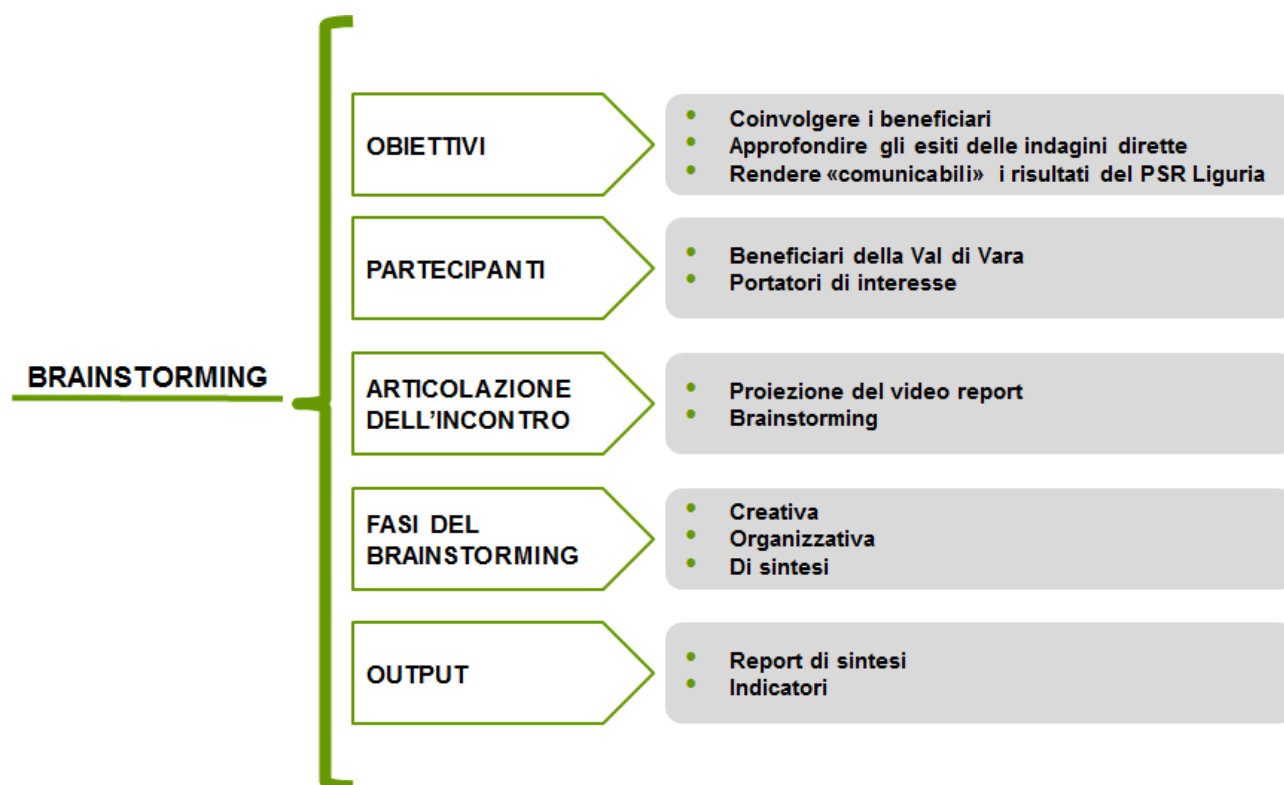 BRAINSTORMING
OBIETTIVI
• Coinvolgere i beneficiari
• Approfondire gli esiti delle indagini dirette
• Rendere «comunicabili» i risultati del PSR Liguria
PARTECIPANTI
• Beneficiari della Val di Vara
• Portatori di interesse
ARTICOLAZIONE
DELL’INCONTRO
• Proiezione del video report
• Brainstorming
FASI DEL
BRAINSTORMING
• Creativa
• Organizzativa
• Di sintesi
OUTPUT
• Report di sintesi
• Indicatori